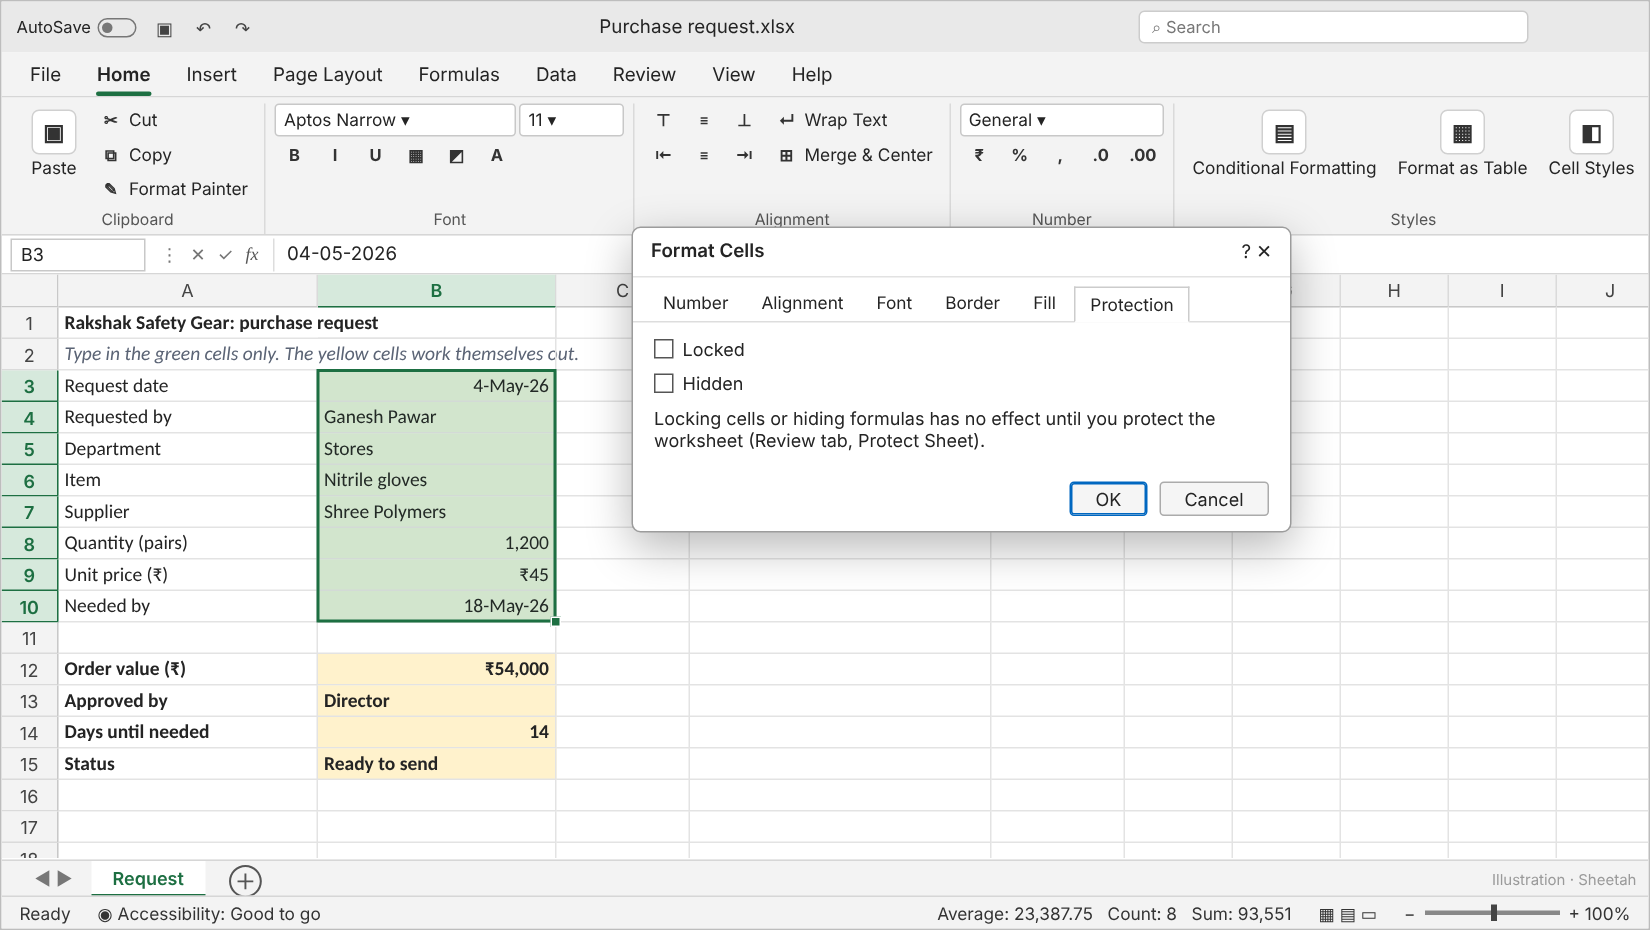 AutoSave
Purchase request.xlsx
Search
File Home Insert Page Layout Formulas Data Review View Help
Paste
Cut
Copy
Format Painter
Clipboard
Aptos Narrow 11
B I U A
Font
Wrap Text
Merge & Center
Alignment
General
₹ % , .0 .00
Number
Conditional Formatting Format as Table Cell Styles
Styles
B3 fx 04-05-2026
A B C H I J
1 Rakshak Safety Gear: purchase request
2 Type in the green cells only. The yellow cells work themselves out.
3 Request date 4-May-26
4 Requested by Ganesh Pawar
5 Department Stores
6 Item Nitrile gloves
7 Supplier Shree Polymers
8 Quantity (pairs) 1,200
9 Unit price (₹) ₹45
10 Needed by 18-May-26
11
12 Order value (₹) ₹54,000
13 Approved by Director
14 Days until needed 14
15 Status Ready to send
16
17
18
Format Cells ?
Number Alignment Font Border Fill Protection
Locked
Hidden
Locking cells or hiding formulas has no effect until you protect the
worksheet (Review tab, Protect Sheet).
OK Cancel
Request
Illustration · Sheetah
Ready Accessibility: Good to go Average: 23,387.75 Count: 8 Sum: 93,551 − + 100%